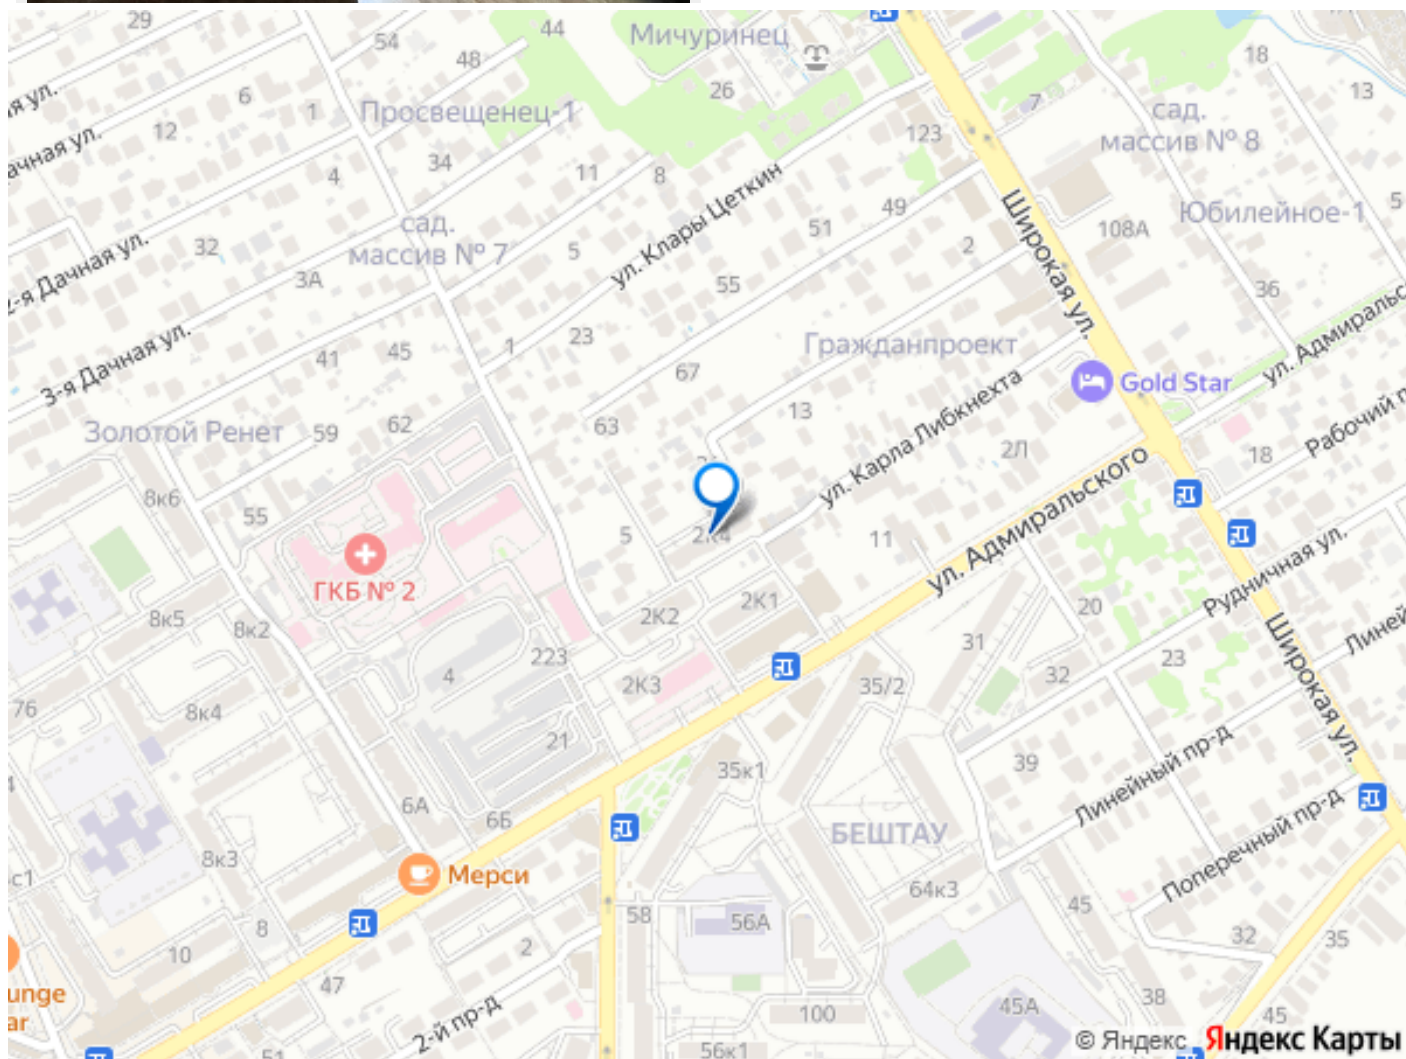 29
54
44
48
Мичуринец
26
18
13
6
1
Просвещенец-1
123
7
сад.
массив № 8
я ул.
12
ачная ул.
34
11
8
4
ул. Клары Цеткин
49
Широкая ул.
Юбилейное-1
5
сад.
массив № 7
32
5
51
2
108А
2-я Дачная ул.
3А
55
36
23
1
41
45
Гражданпроект
ул. Адмиральс
3-я Дачная ул.
67
Gold Star
62
Золотой Ренет
59
63
13
ул. Карла Либкнехта
2Л
18
Рабочий п
8к6
55
2К4
5
11
ул. Адмиральского
ГКБ № 2
2К1
20
Рудничная ул.
8к5
8к2
2К2
31
Линей
223
4
2К3
35/2
32
23
Широкая ул.
76
8к4
21
35к1
39
Линейный пр-д
6А
6Б
БЕШТАУ
Поперечный пр-д
8к3
с1
Мерси
64к3
45
8
58
56А
2
32
35
10
47
unge
ar
2-й пр-д
100
45А
38
45
51
56к1
© Яндекс Яндекс Карты